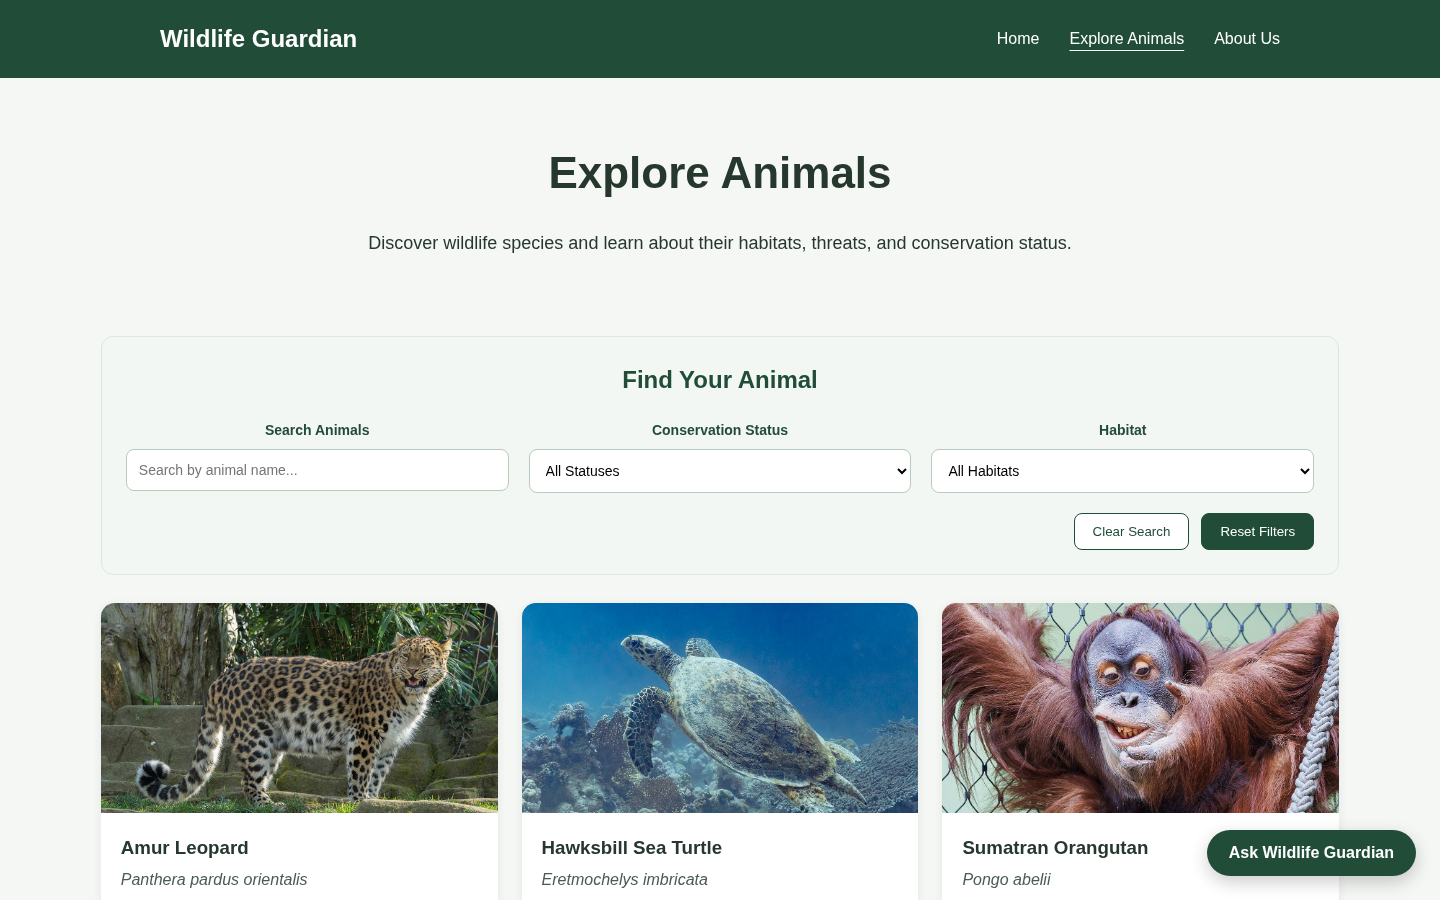 Wildlife Guardian
Home
Explore Animals
About Us
Explore Animals
Discover wildlife species and learn about their habitats, threats, and conservation status.
Find Your Animal
Search Animals
Conservation Status
Habitat
Search by animal name...
All Statuses
All Habitats
Clear Search
Reset Filters
Amur Leopard
Panthera pardus orientalis
Hawksbill Sea Turtle
Eretmochelys imbricata
Sumatran Orangutan
Pongo abelii
Ask Wildlife Guardian